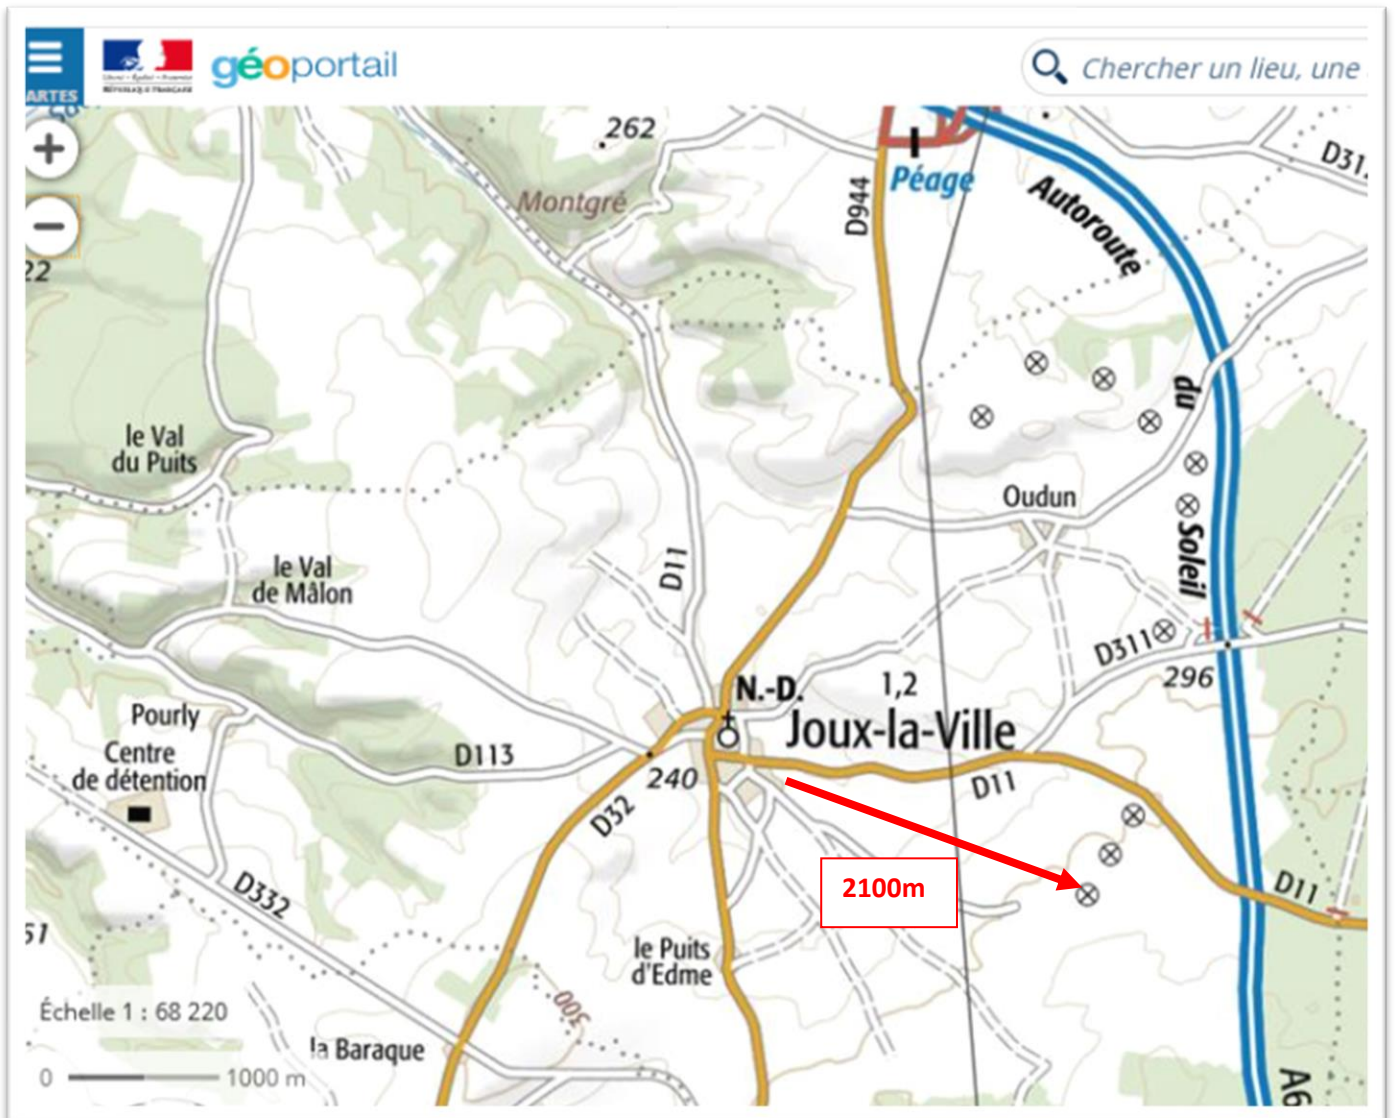 ARTES
RÉPUBLIQUE FRANÇAISE
géoportail
Chercher un lieu, une
262
Péage
D944
D31
Montgré
Autoroute
22
du
le Val
du Puits
Oudun
Soleil
D11
le Val
de Mâlon
D311
296
N.-D.
1,2
Joux-la-Ville
Pourly
Centre
de détention
D113
240
D11
D32
2100m
D332
D11
51
le Puits
d'Edme
Échelle 1 : 68 220
300
la Baraque
0
1000 m
A6